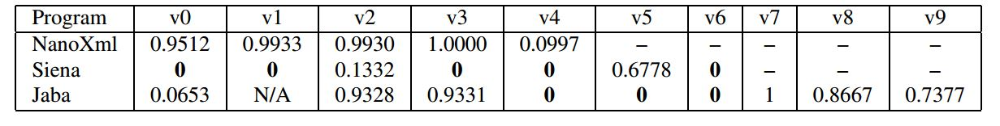 Program v0 v1 v2 v3 v4 v5 v6 v7 v8 v9
NanoXml 0.9512 0.9933 0.9930 1.0000 0.0997 – – – – –
Siena 0 0 0.1332 0 0 0.6778 0 – – –
Jaba 0.0653 N/A 0.9328 0.9331 0 0 0 1 0.8667 0.7377